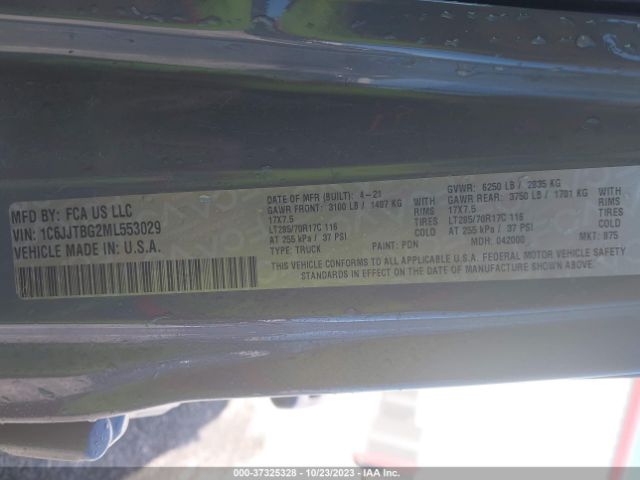 MFD BY: FCA US LLC
VIN: 1C6JJTBG2ML553029
VEHICLE MADE IN: U.S.A.
DATE OF MFR (BUILT): 4-21
GAWR FRONT: 3100 LB / 1497 KG WITH
17X7.5 RIMS
LT285/70R17C 116 TIRES
AT 255 kPa / 37 PSI COLD
TYPE: TRUCK PAINT: PDN
GVWR: 6250 LB / 2835 KG
GAWR REAR: 3750 LB / 1701 KG WITH
17X7.5 RIMS
LT285/70R17C 116 TIRES
AT 255 kPa / 37 PSI COLD
MDH: 042000 MKT: 875
THIS VEHICLE CONFORMS TO ALL APPLICABLE U.S.A. FEDERAL MOTOR VEHICLE SAFETY
STANDARDS IN EFFECT ON THE DATE OF MANUFACTURE SHOWN ABOVE.
000-37325328 - 10/23/2023 - IAAI.com